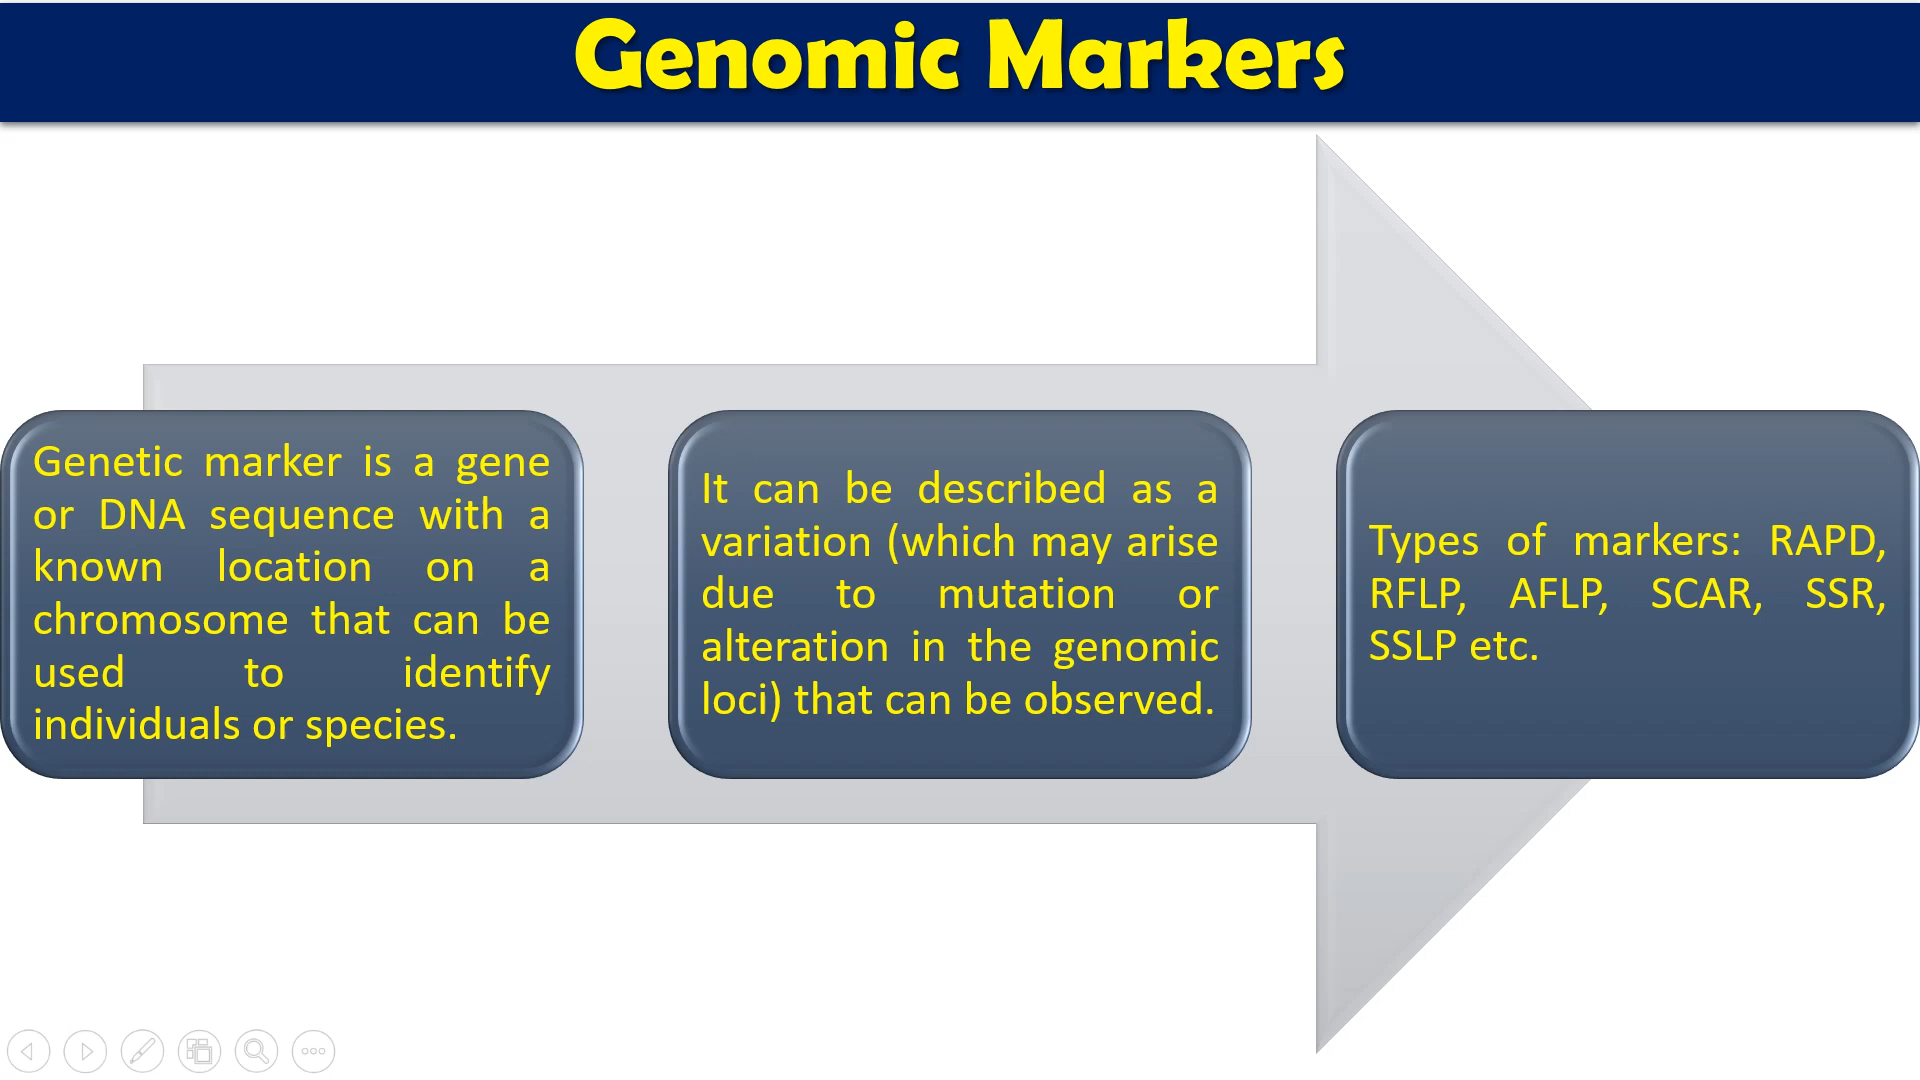 Genomic Markers
Genetic marker is a gene
or DNA sequence with a
known location on a
chromosome that can be
used to identify
individuals or species.
It can be described as a
variation (which may arise
due to mutation or
alteration in the genomic
loci) that can be observed.
Types of markers: RAPD,
RFLP, AFLP, SCAR, SSR,
SSLP etc.